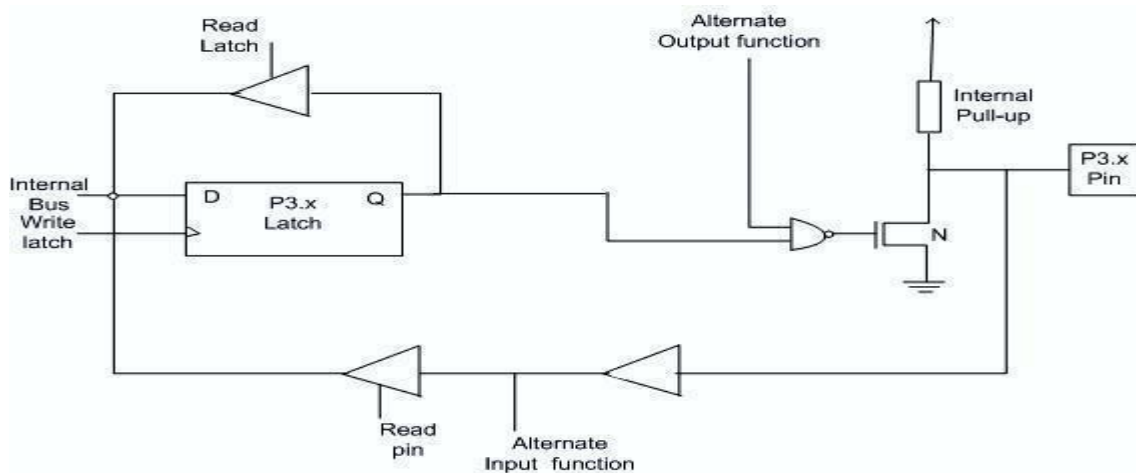 Read
Latch
Alternate
Output function
Internal
Pull-up
P3.x
Pin
Internal
Bus
Write
latch
D
P3.x
Latch
Q
N
Read
pin
Alternate
Input function